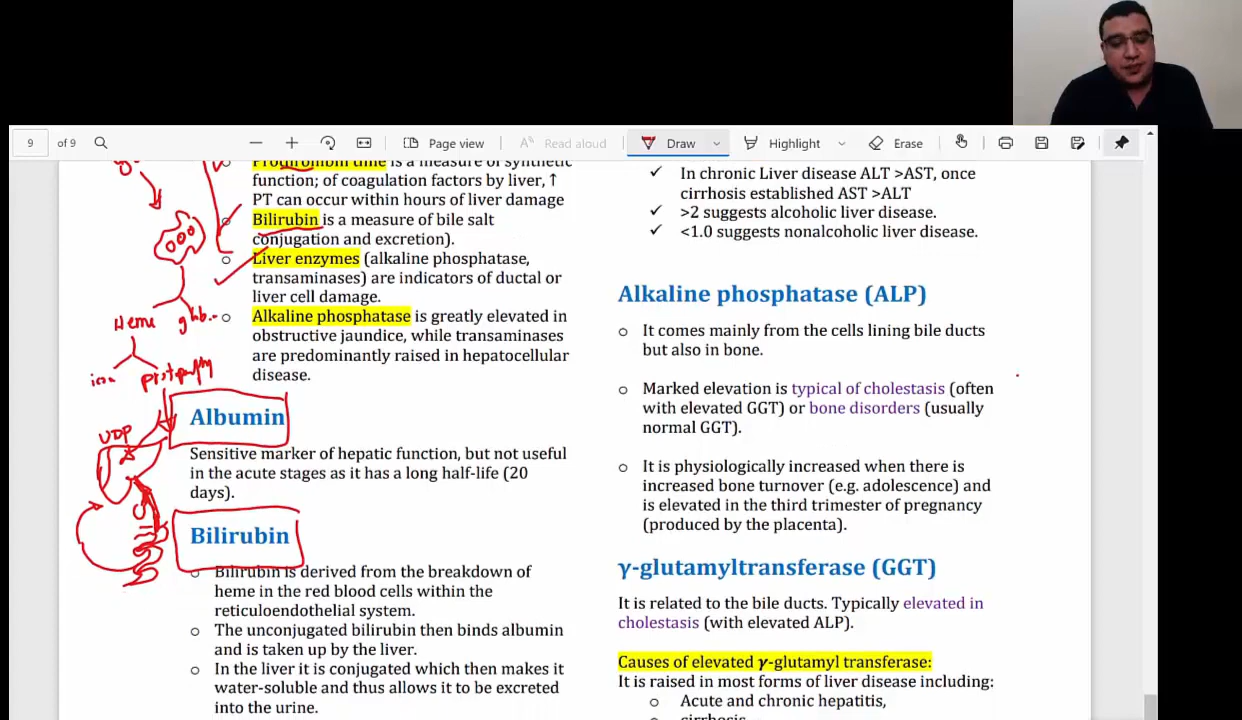 9 of 9
Page view
Read aloud
Draw
Highlight
Erase
Prothrombin time is a measure of synthetic
function; of coagulation factors by liver, ↑
PT can occur within hours of liver damage
Bilirubin is a measure of bile salt
conjugation and excretion).
Liver enzymes (alkaline phosphatase,
transaminases) are indicators of ductal or
liver cell damage.
Alkaline phosphatase is greatly elevated in
obstructive jaundice, while transaminases
are predominantly raised in hepatocellular
disease.
Heme
iron
UDP
Albumin
Sensitive marker of hepatic function, but not useful
in the acute stages as it has a long half-life (20
days).
Bilirubin
Bilirubin is derived from the breakdown of
heme in the red blood cells within the
reticuloendothelial system.
The unconjugated bilirubin then binds albumin
and is taken up by the liver.
In the liver it is conjugated which then makes it
water-soluble and thus allows it to be excreted
into the urine.
In chronic Liver disease ALT >AST, once
cirrhosis established AST >ALT
>2 suggests alcoholic liver disease.
<1.0 suggests nonalcoholic liver disease.
Alkaline phosphatase (ALP)
It comes mainly from the cells lining bile ducts
but also in bone.
Marked elevation is typical of cholestasis (often
with elevated GGT) or bone disorders (usually
normal GGT).
It is physiologically increased when there is
increased bone turnover (e.g. adolescence) and
is elevated in the third trimester of pregnancy
(produced by the placenta).
γ-glutamyltransferase (GGT)
It is related to the bile ducts. Typically elevated in
cholestasis (with elevated ALP).
Causes of elevated γ-glutamyl transferase:
It is raised in most forms of liver disease including:
Acute and chronic hepatitis,
cirrhosis